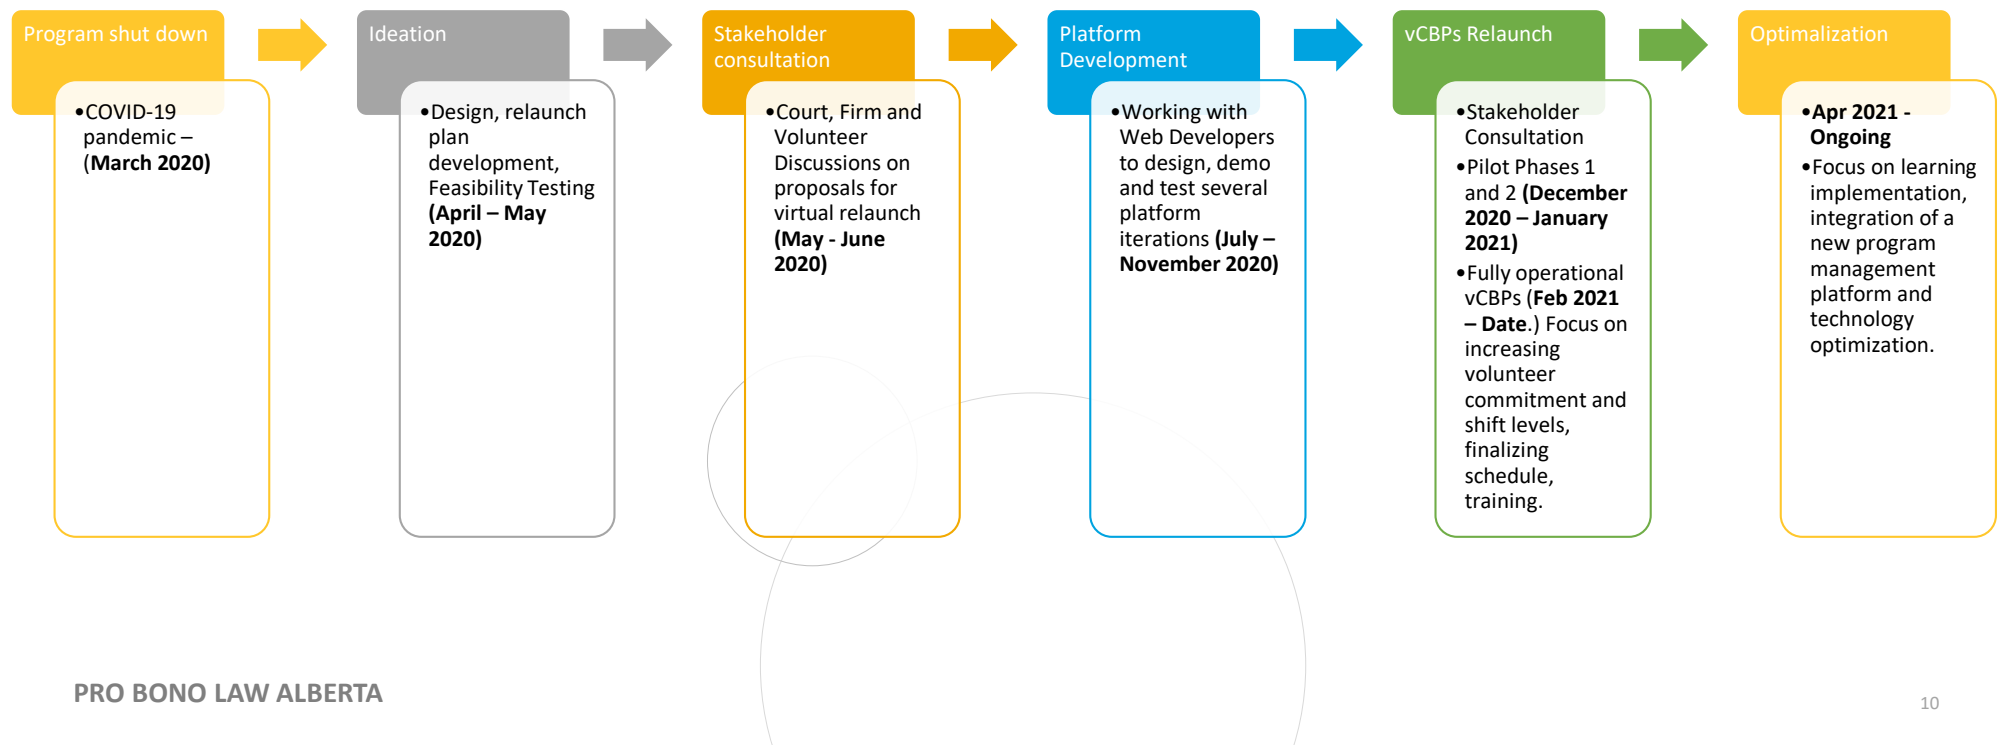 Program shut down
•COVID-19
pandemic –
(March 2020)
Ideation
•Design, relaunch
plan
development,
Feasibility Testing
(April – May
2020)
Stakeholder
consultation
•Court, Firm and
Volunteer
Discussions on
proposals for
virtual relaunch
(May - June
2020)
Platform
Development
•Working with
Web Developers
to design, demo
and test several
platform
iterations (July –
November 2020)
vCBPs Relaunch
•Stakeholder
Consultation
•Pilot Phases 1
and 2 (December
2020 – January
2021)
•Fully operational
vCBPs (Feb 2021
– Date.) Focus on
increasing
volunteer
commitment and
shift levels,
finalizing
schedule,
training.
Optimalization
•Apr 2021 -
Ongoing
•Focus on learning
implementation,
integration of a
new program
management
platform and
technology
optimization.
PRO BONO LAW ALBERTA
10